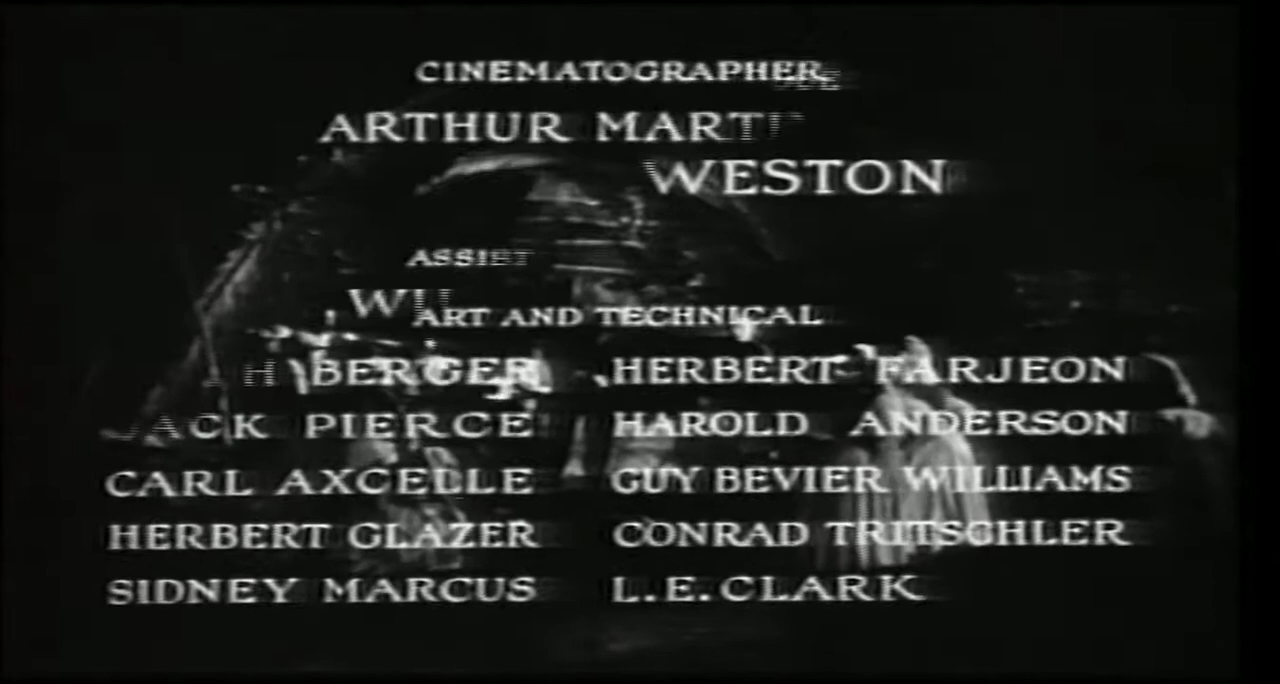 CINEMATOGRAPHER
ARTHUR
WESTON
ART AND TECHNICAL
BERGER HERBERT FARJEON
JACK PIERCE HAROLD ANDERSON
CARL AXCELLE GUY BEVIER WILLIAMS
HERBERT GLAZER CONRAD TRITSCHLER
SIDNEY MARCUS L.E. CLARK